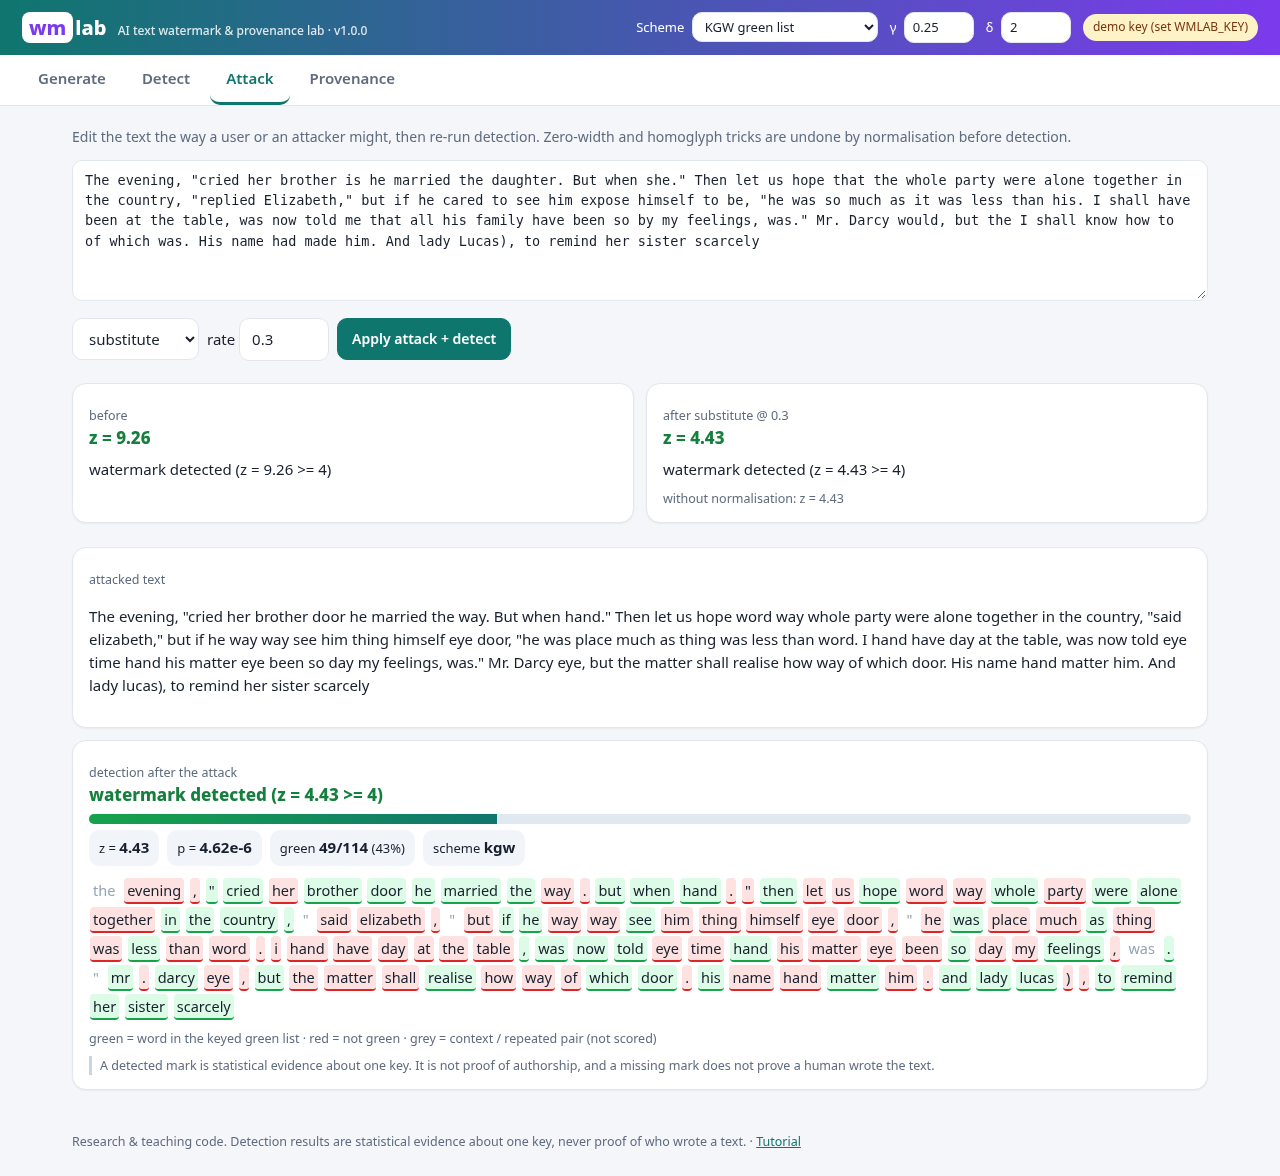 wmlab AI text watermark & provenance lab · v1.0.0 Scheme KGW green list γ 0.25 δ 2 demo key (set WMLAB_KEY)
Generate Detect Attack Provenance
Edit the text the way a user or an attacker might, then re-run detection. Zero-width and homoglyph tricks are undone by normalisation before detection.
The evening, "cried her brother is he married the daughter. But when she." Then let us hope that the whole party were alone together in
the country, "replied Elizabeth," but if he cared to see him expose himself to be, "he was so much as it was less than his. I shall have
been at the table, was now told me that all his family have been so by my feelings, was." Mr. Darcy would, but the I shall know how to
of which was. His name had made him. And lady Lucas), to remind her sister scarcely
substitute rate 0.3 Apply attack + detect
before
z = 9.26
watermark detected (z = 9.26 >= 4)
after substitute @ 0.3
z = 4.43
watermark detected (z = 4.43 >= 4)
without normalisation: z = 4.43
attacked text
The evening, "cried her brother door he married the way. But when hand." Then let us hope word way whole party were alone together in the country, "said
elizabeth," but if he way way see him thing himself eye door, "he was place much as thing was less than word. I hand have day at the table, was now told eye
time hand his matter eye been so day my feelings, was." Mr. Darcy eye, but the matter shall realise how way of which door. His name hand matter him. And
lady lucas), to remind her sister scarcely
detection after the attack
watermark detected (z = 4.43 >= 4)
z = 4.43 p = 4.62e-6 green 49/114 (43%) scheme kgw
the evening , " cried her brother door he married the way . but when hand . " then let us hope word way whole party were alone
together in the country , " said elizabeth , " but if he way way see him thing himself eye door , " he was place much as thing
was less than word . i hand have day at the table , was now told eye time hand his matter eye been so day my feelings , was .
" mr . darcy eye , but the matter shall realise how way of which door . his name hand matter him . and lady lucas ) , to remind
her sister scarcely
green = word in the keyed green list · red = not green · grey = context / repeated pair (not scored)
A detected mark is statistical evidence about one key. It is not proof of authorship, and a missing mark does not prove a human wrote the text.
Research & teaching code. Detection results are statistical evidence about one key, never proof of who wrote a text. · Tutorial